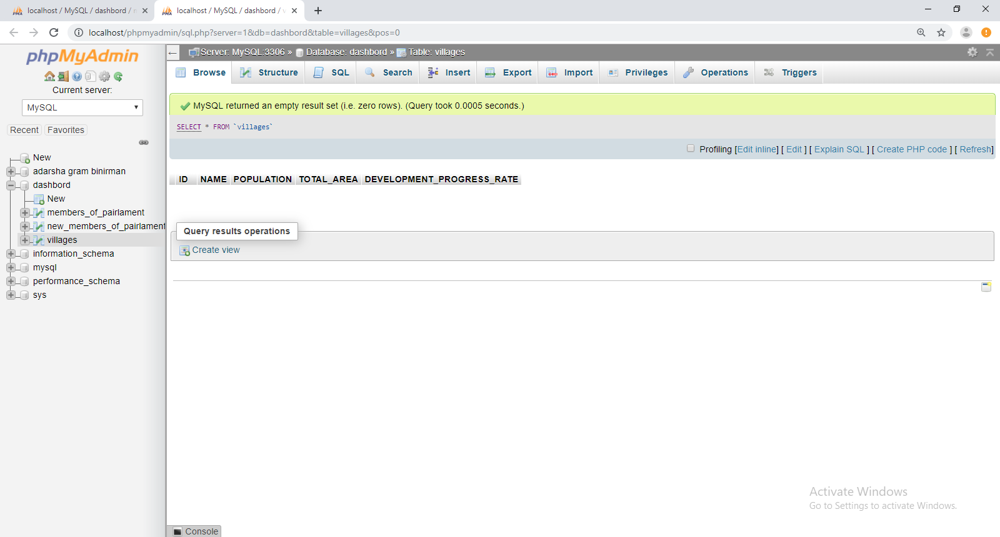 localhost / MySQL / dashbord /
localhost / MySQL / dashbord /
localhost/phpmyadmin/sql.php?server=1&db=dashbord&table=villages&pos=0
phpMyAdmin
Current server:
MySQL
Recent Favorites
New
adarsha gram binirman
dashbord
New
members_of_pairlament
new_members_of_pairlament
villages
information_schema
mysql
performance_schema
sys
Server: MySQL:3306 » Database: dashbord » Table: villages
Browse Structure SQL Search Insert Export Import Privileges Operations Triggers
MySQL returned an empty result set (i.e. zero rows). (Query took 0.0005 seconds.)
SELECT * FROM `villages`
Profiling [Edit inline] [ Edit ] [ Explain SQL ] [ Create PHP code ] [ Refresh]
ID NAME POPULATION TOTAL_AREA DEVELOPMENT_PROGRESS_RATE
Query results operations
Create view
Activate Windows
Go to Settings to activate Windows.
Console